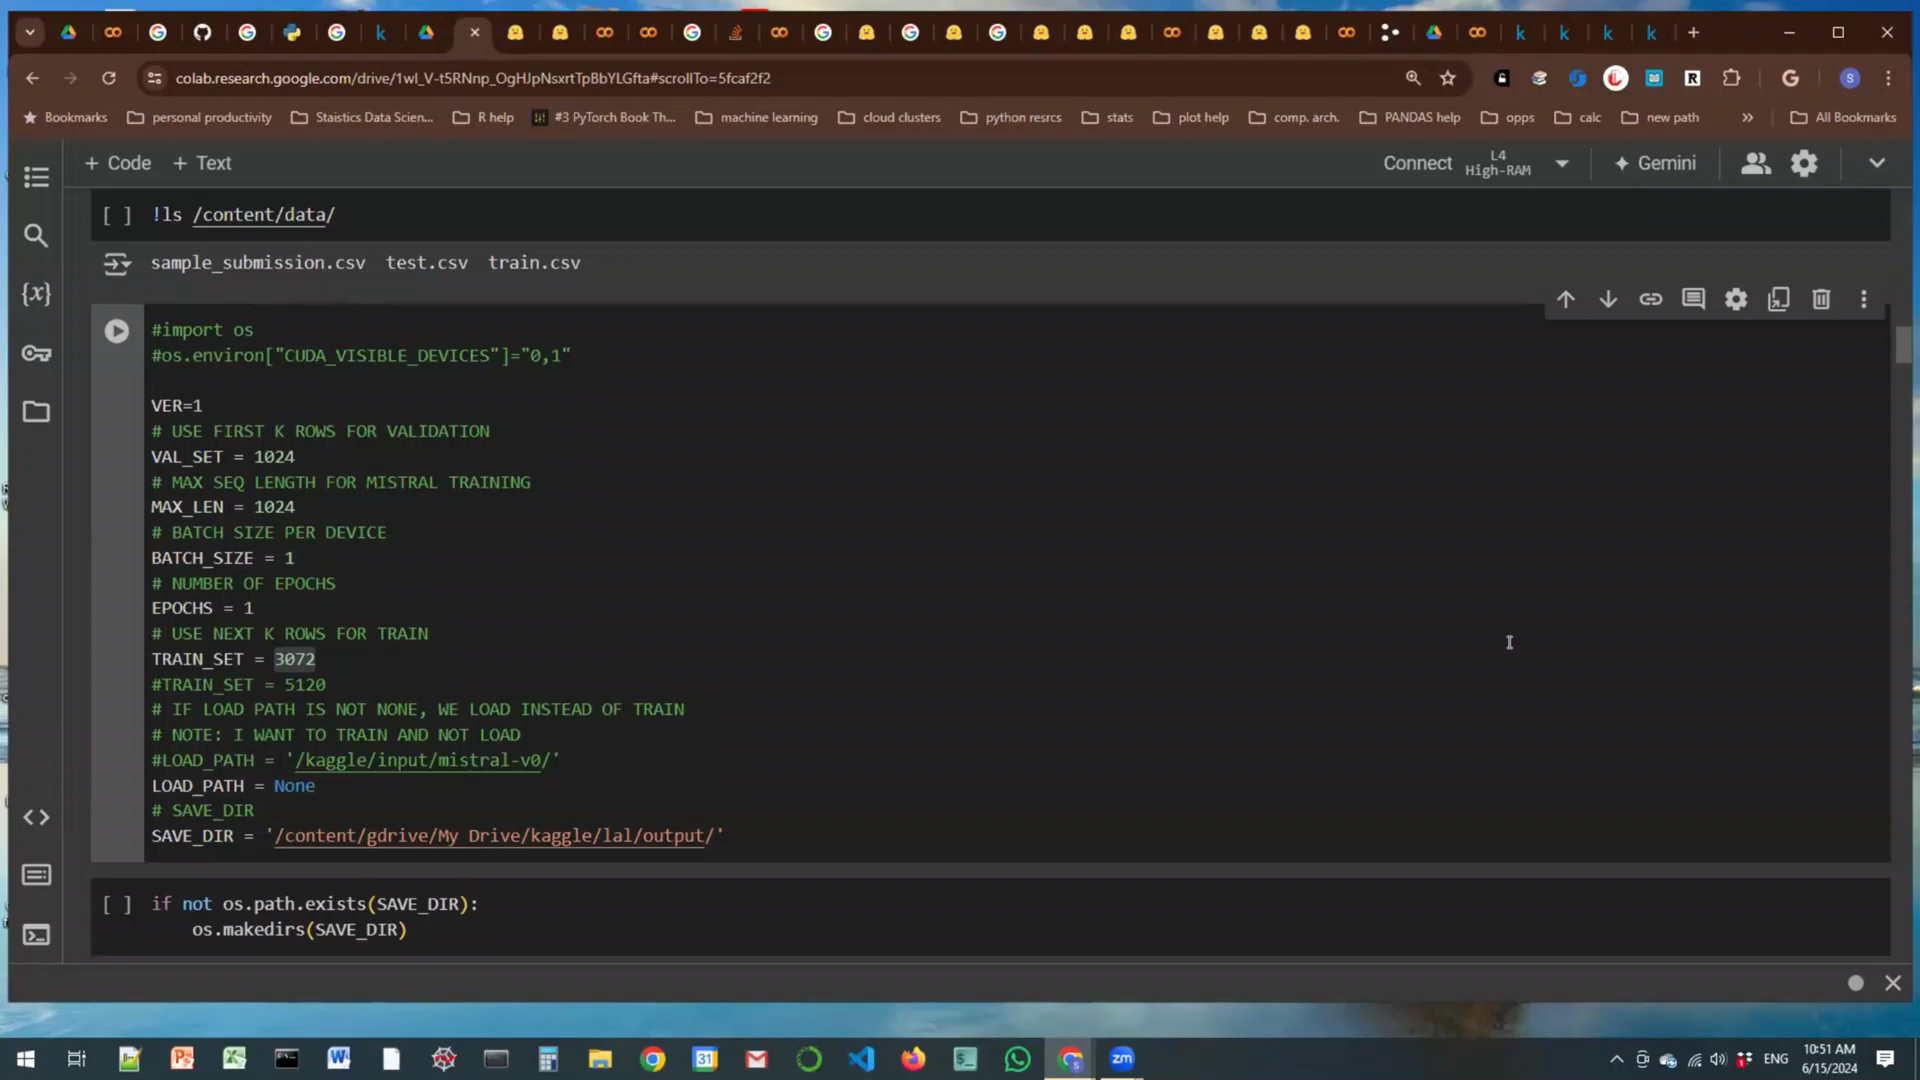 colab.research.google.com/drive/1wl_V-t5RNnp_OgHJpNsxrtTpBbYLGfta#scrollTo=5fcaf2f2
Bookmarks personal productivity Staistics Data Scien... R help #3 PyTorch Book Th... machine learning cloud clusters python resrcs stats plot help comp. arch. PANDAS help opps calc new path » All Bookmarks
+ Code + Text Connect L4 High-RAM Gemini
[ ] !ls /content/data/
sample_submission.csv test.csv train.csv
#import os
#os.environ["CUDA_VISIBLE_DEVICES"]="0,1"
VER=1
# USE FIRST K ROWS FOR VALIDATION
VAL_SET = 1024
# MAX SEQ LENGTH FOR MISTRAL TRAINING
MAX_LEN = 1024
# BATCH SIZE PER DEVICE
BATCH_SIZE = 1
# NUMBER OF EPOCHS
EPOCHS = 1
# USE NEXT K ROWS FOR TRAIN
TRAIN_SET = 3072
#TRAIN_SET = 5120
# IF LOAD PATH IS NOT NONE, WE LOAD INSTEAD OF TRAIN
# NOTE: I WANT TO TRAIN AND NOT LOAD
#LOAD_PATH = '/kaggle/input/mistral-v0/'
LOAD_PATH = None
# SAVE_DIR
SAVE_DIR = '/content/gdrive/My Drive/kaggle/lal/output/'
[ ] if not os.path.exists(SAVE_DIR):
os.makedirs(SAVE_DIR)
ENG
10:51 AM
6/15/2024